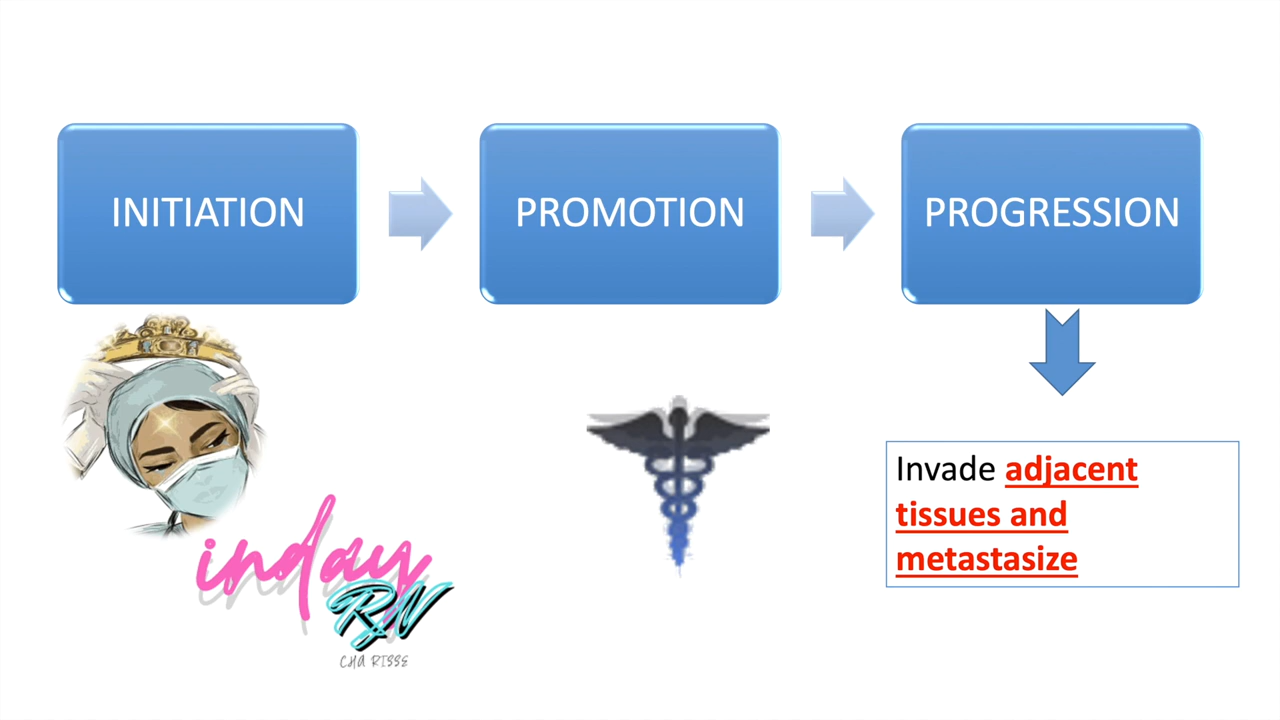 INITIATION
PROMOTION
PROGRESSION
Invade adjacent
tissues and
metastasize
inday
RN
CHA RISSE